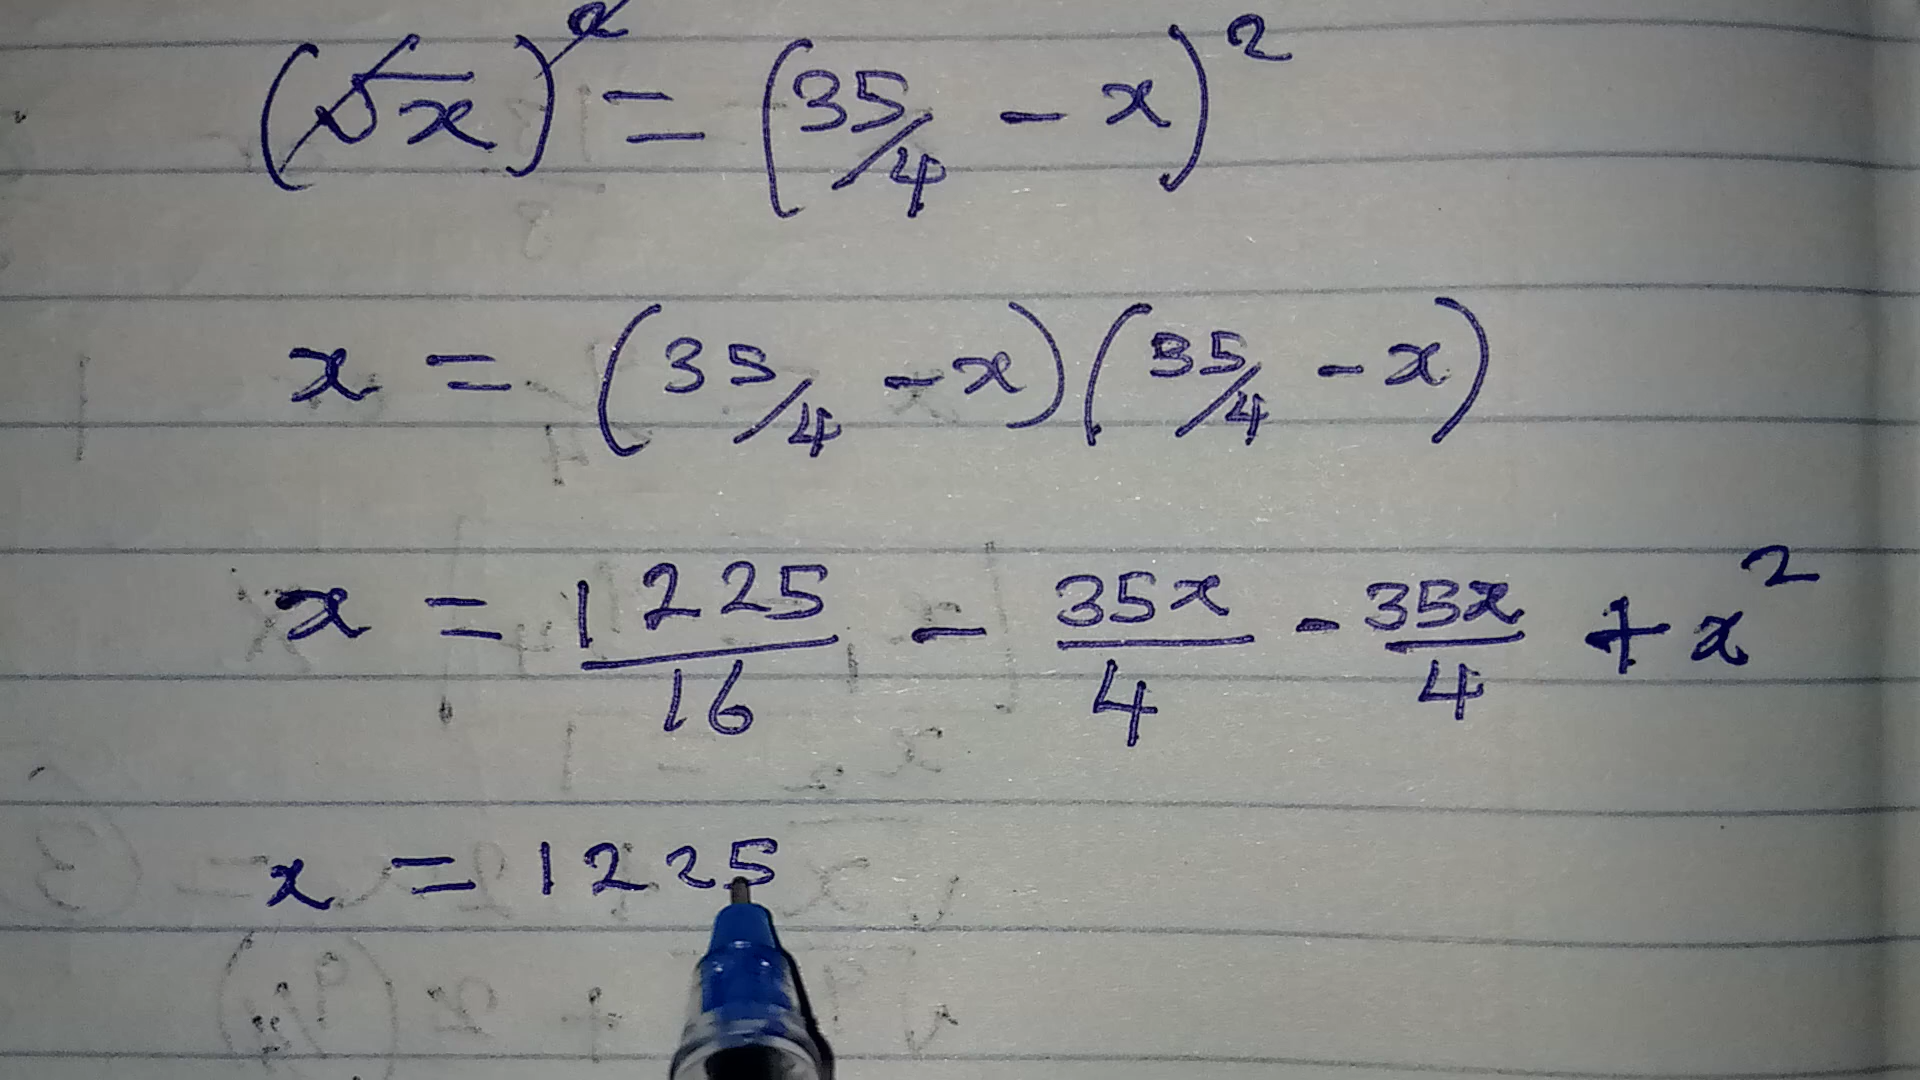 (√x)² = (35/4 - x)²
x = (35/4 - x)(35/4 - x)
x = 1225/16 - 35x/4 - 35x/4 + x²
x = 1225